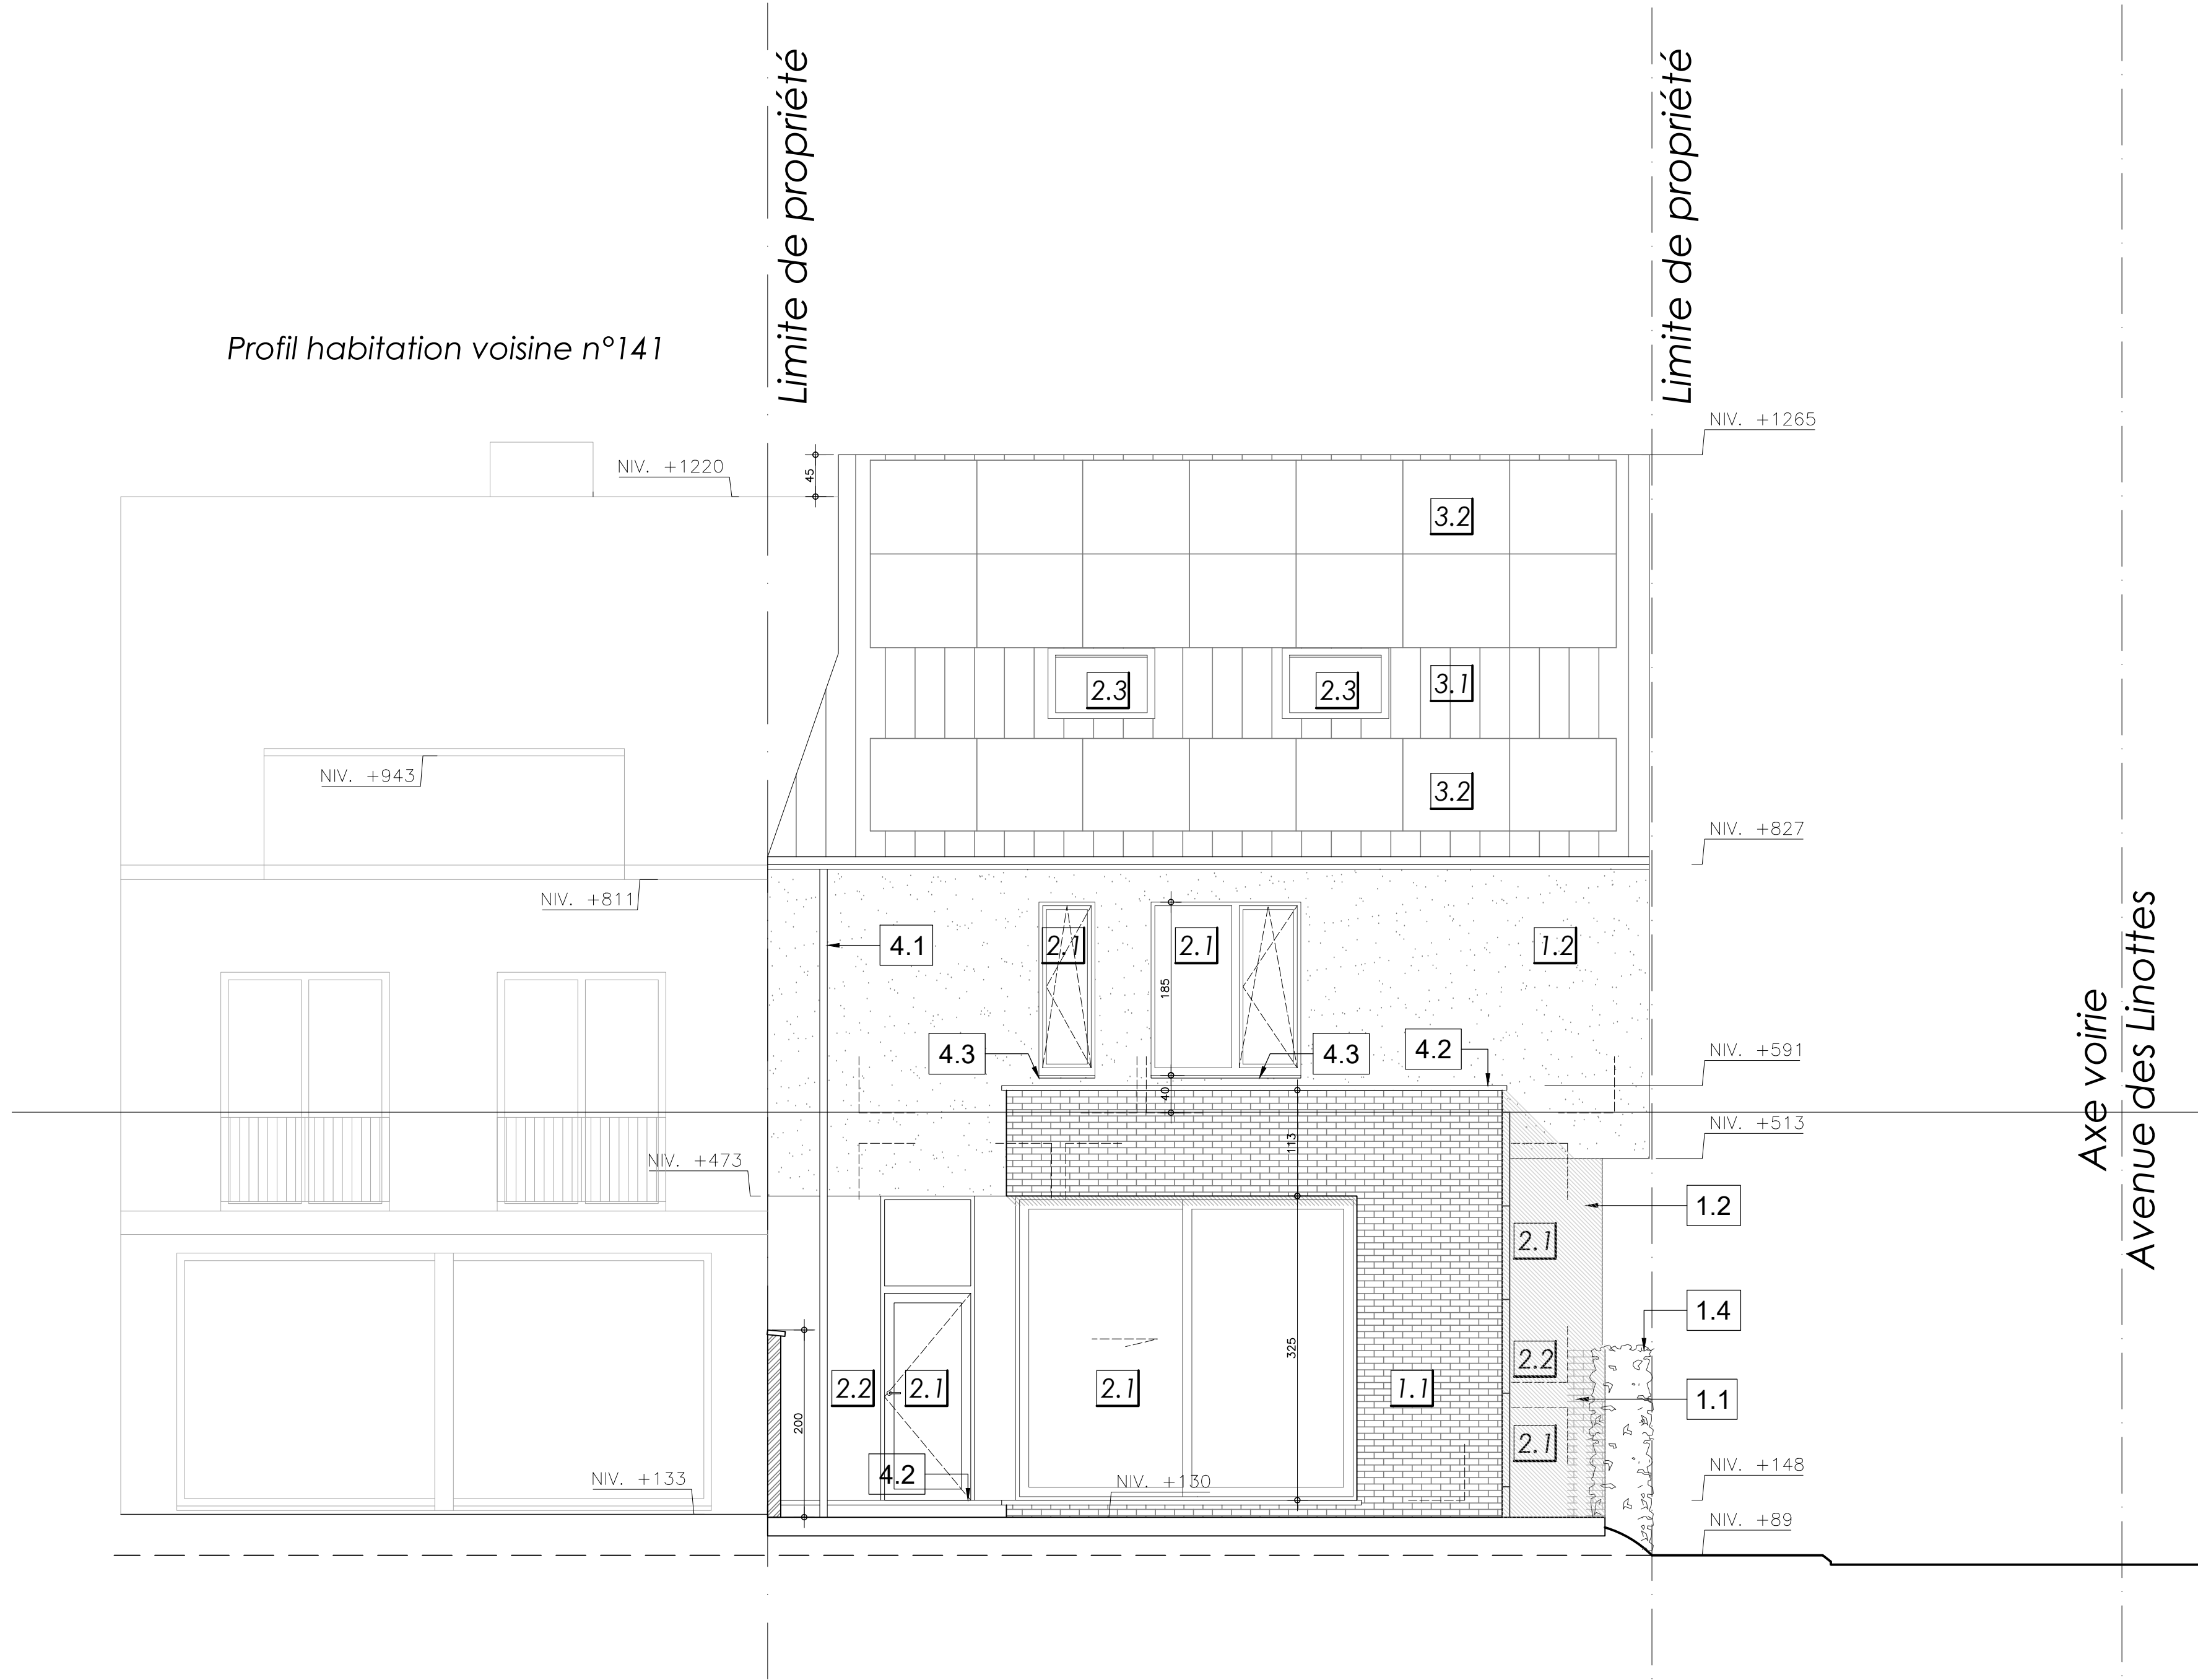 Limite de propriété
Limite de propriété
Profil habitation voisine n°141
NIV. +1265
NIV. +1220
45
3.2
2.3
2.3
3.1
NIV. +943
3.2
NIV. +827
NIV. +811
4.1
2.1
2.1
1.2
185
4.3
4.3
4.2
NIV. +591
40
NIV. +513
113
NIV. +473
1.2
2.1
Axe voirie
Avenue des Linottes
1.4
325
2.2
2.2
2.1
2.1
1.1
1.1
200
2.1
4.2
NIV. +133
NIV. +130
NIV. +148
NIV. +89